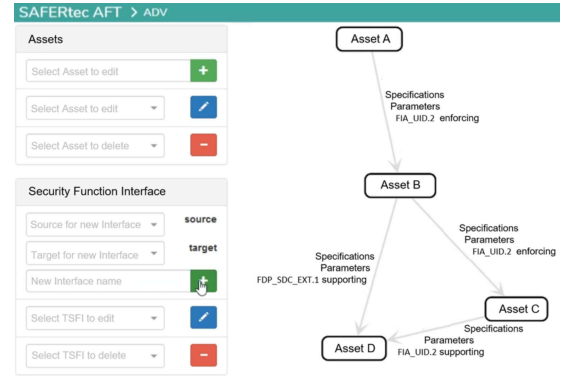 SAFERtec AFT > ADV
Assets
Select Asset to edit
+
Select Asset to edit
Select Asset to delete
Security Function Interface
Source for new Interface
source
Target for new Interface
target
New Interface name
Select TSFI to edit
Select TSFI to delete
Asset A
Specifications
Parameters
FIA_UID.2 enforcing
Asset B
Specifications
Parameters
FIA_UID.2 enforcing
Specifications
Parameters
FDP_SDC_EXT.1 supporting
Asset C
Specifications
Parameters
FIA_UID.2 supporting
Asset D